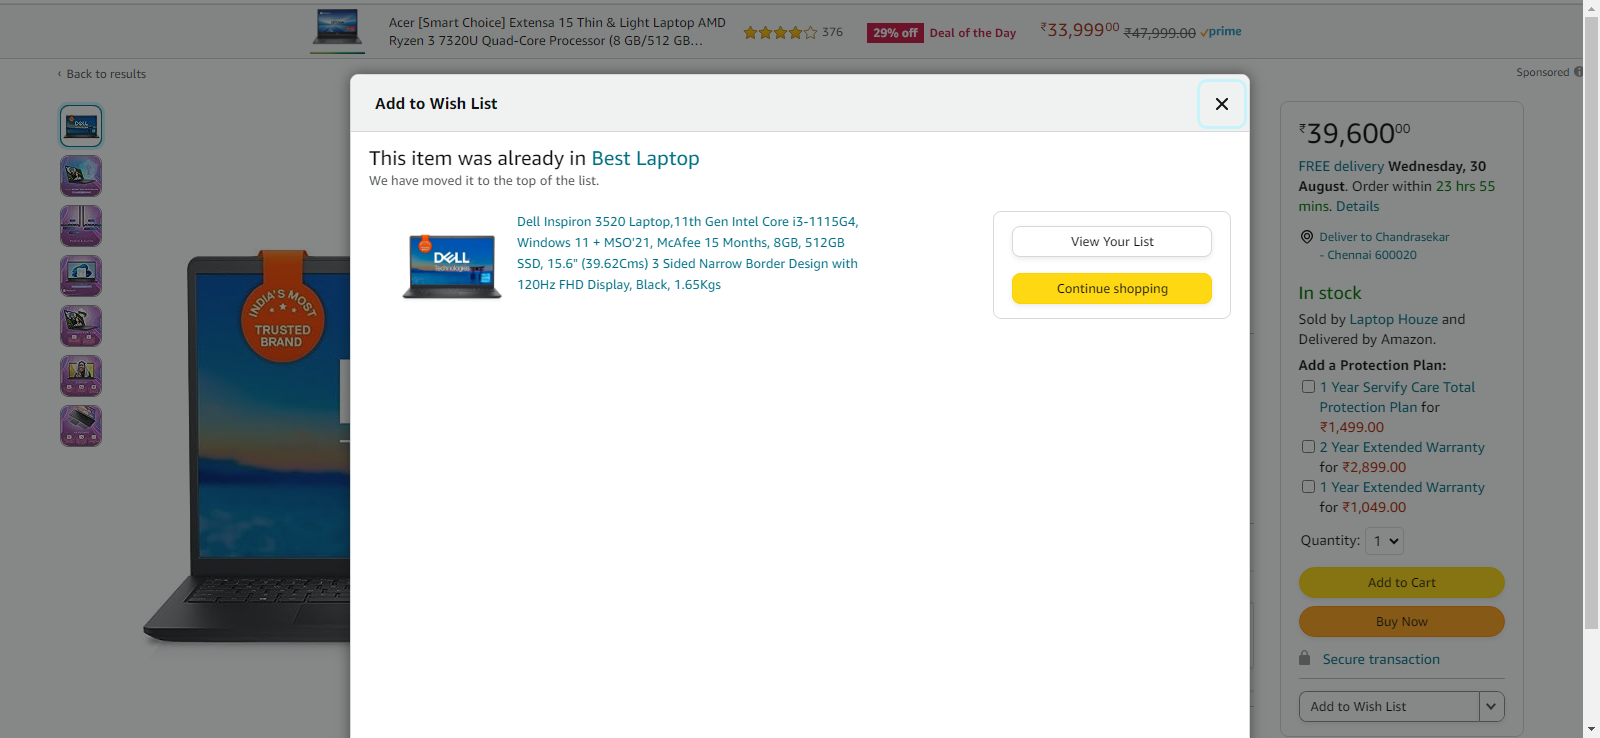 Acer [Smart Choice] Extensa 15 Thin & Light Laptop AMD
Ryzen 3 7320U Quad-Core Processor (8 GB/512 GB...
376
29% off Deal of the Day
₹33,99900 ₹47,999.00 prime
‹ Back to results
Sponsored
Add to Wish List
This item was already in Best Laptop
We have moved it to the top of the list.
DELL
Technologies
Dell Inspiron 3520 Laptop,11th Gen Intel Core i3-1115G4,
Windows 11 + MSO'21, McAfee 15 Months, 8GB, 512GB
SSD, 15.6" (39.62Cms) 3 Sided Narrow Border Design with
120Hz FHD Display, Black, 1.65Kgs
View Your List
Continue shopping
INDIA'S MOST
TRUSTED
BRAND
₹39,60000
FREE delivery Wednesday, 30
August. Order within 23 hrs 55
mins. Details
Deliver to Chandrasekar
- Chennai 600020
In stock
Sold by Laptop Houze and
Delivered by Amazon.
Add a Protection Plan:
1 Year Servify Care Total
Protection Plan for
₹1,499.00
2 Year Extended Warranty
for ₹2,899.00
1 Year Extended Warranty
for ₹1,049.00
Quantity: 1
Add to Cart
Buy Now
Secure transaction
Add to Wish List